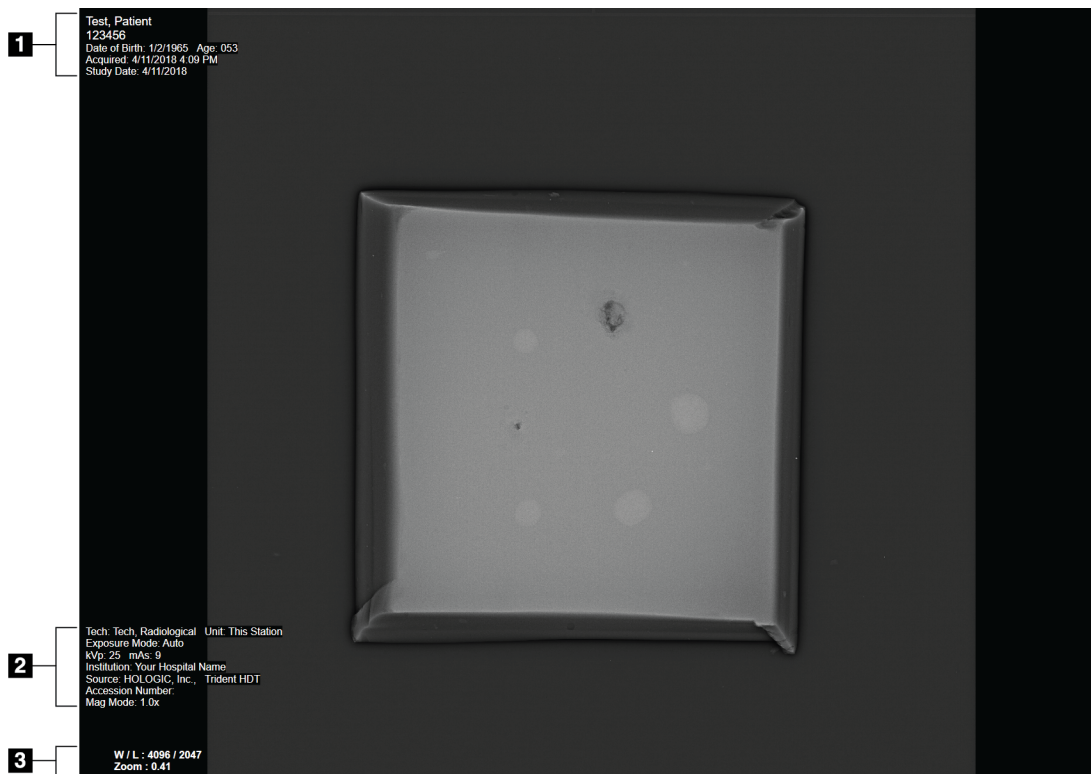 1
Test, Patient
123456
Date of Birth: 1/2/1965 Age: 053
Acquired: 4/11/2018 4:09 PM
Study Date: 4/11/2018
2
Tech: Tech, Radiological Unit: This Station
Exposure Mode: Auto
kVp: 25 mAs: 9
Institution: Your Hospital Name
Source: HOLOGIC, Inc., Trident HDT
Accession Number:
Mag Mode: 1.0x
3
W / L : 4096 / 2047
Zoom : 0.41